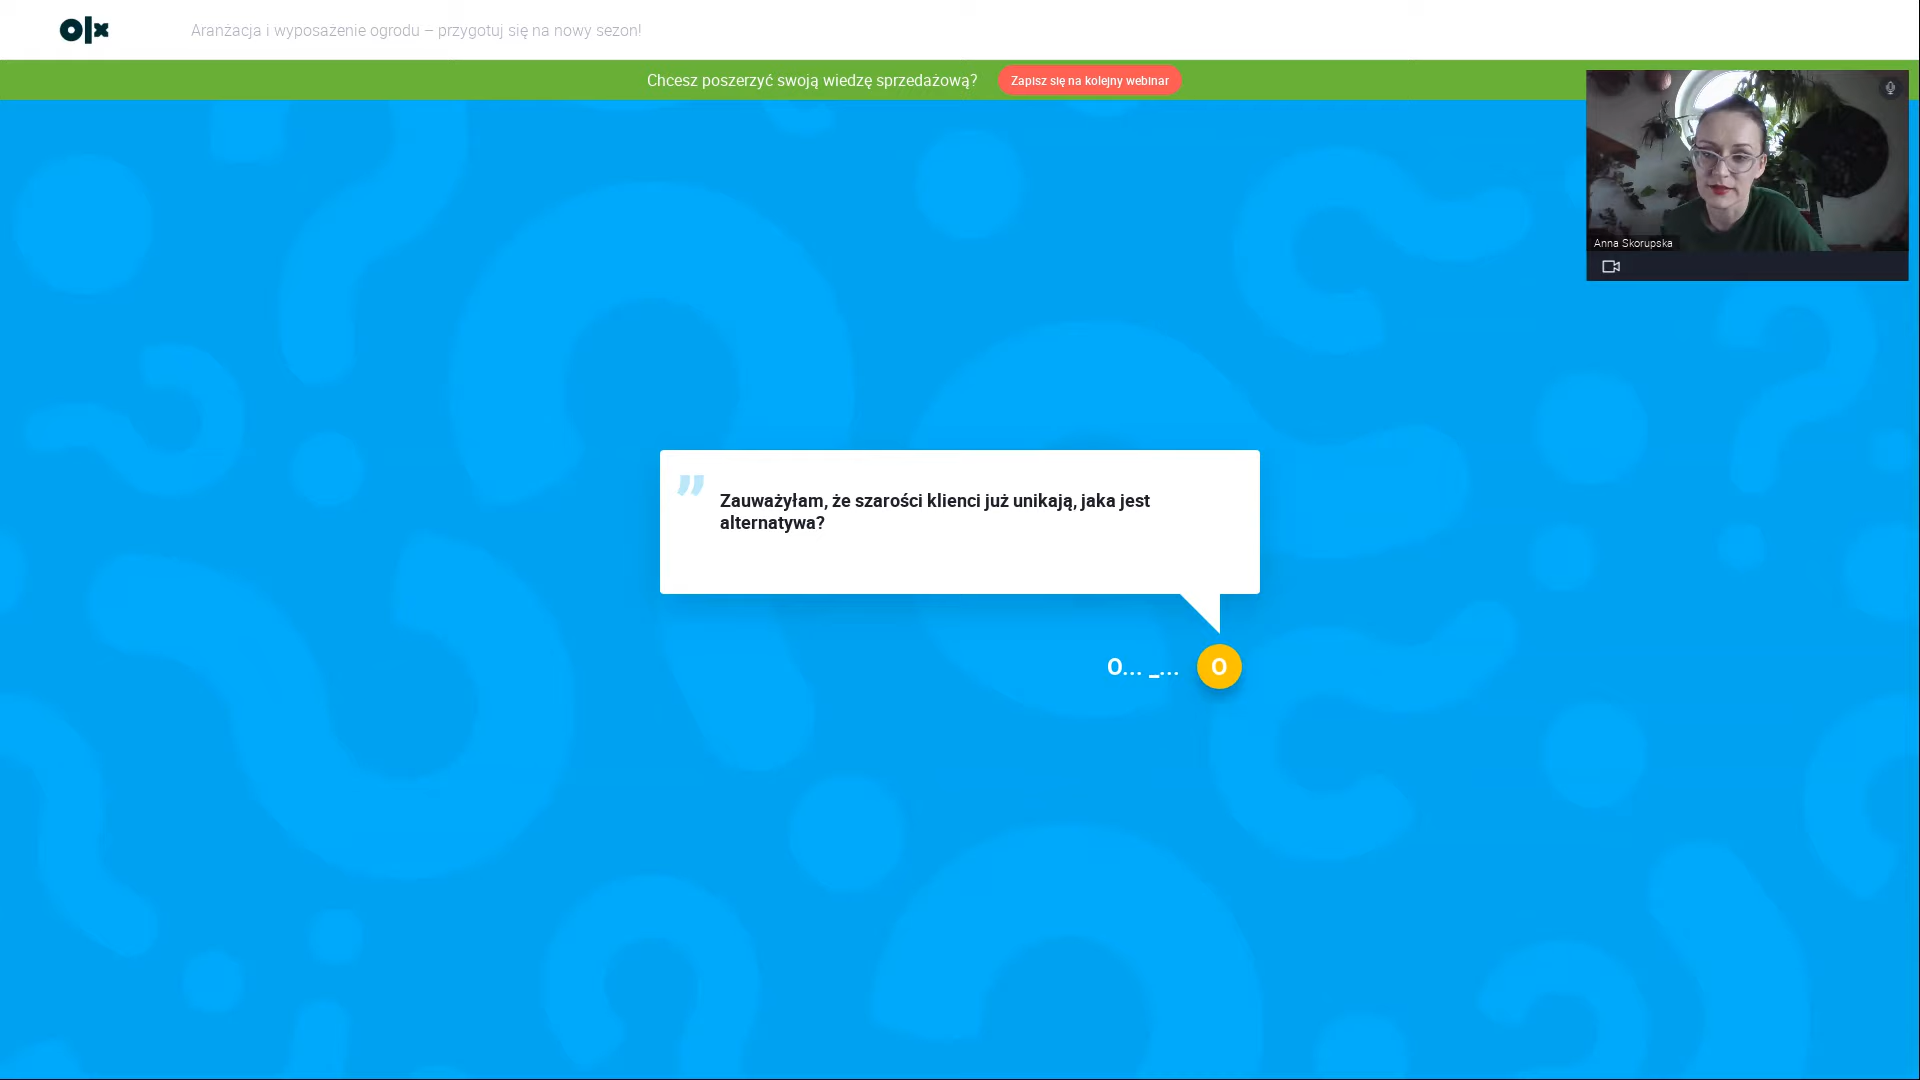 olx
Aranżacja i wyposażenie ogrodu – przygotuj się na nowy sezon!
Chcesz poszerzyć swoją wiedzę sprzedażową?
Zapisz się na kolejny webinar
Anna Skorupska
Zauważyłam, że szarości klienci już unikają, jaka jest
alternatywa?
O... _...
O